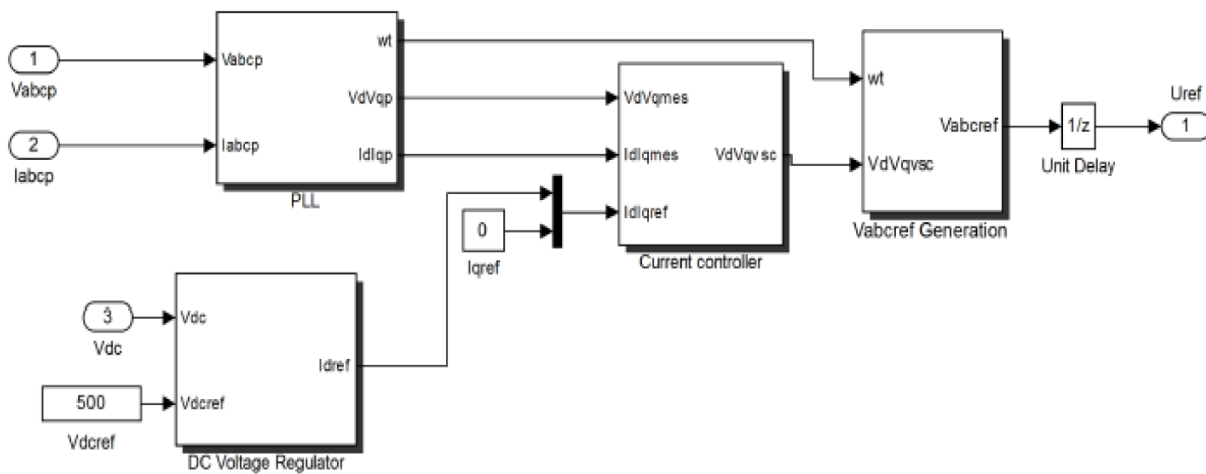 1
Vabcp
2
Iabcp
Vabcp
Iabcp
wt
VdVqp
IdIqp
PLL
0
Iqref
VdVqmes
IdIqmes
IdIqref
VdVqvsc
Current controller
wt
VdVqvsc
Vabcref
Vabcref Generation
1/z
Unit Delay
Uref
1
3
Vdc
500
Vdcref
Vdc
Vdcref
Idref
DC Voltage Regulator